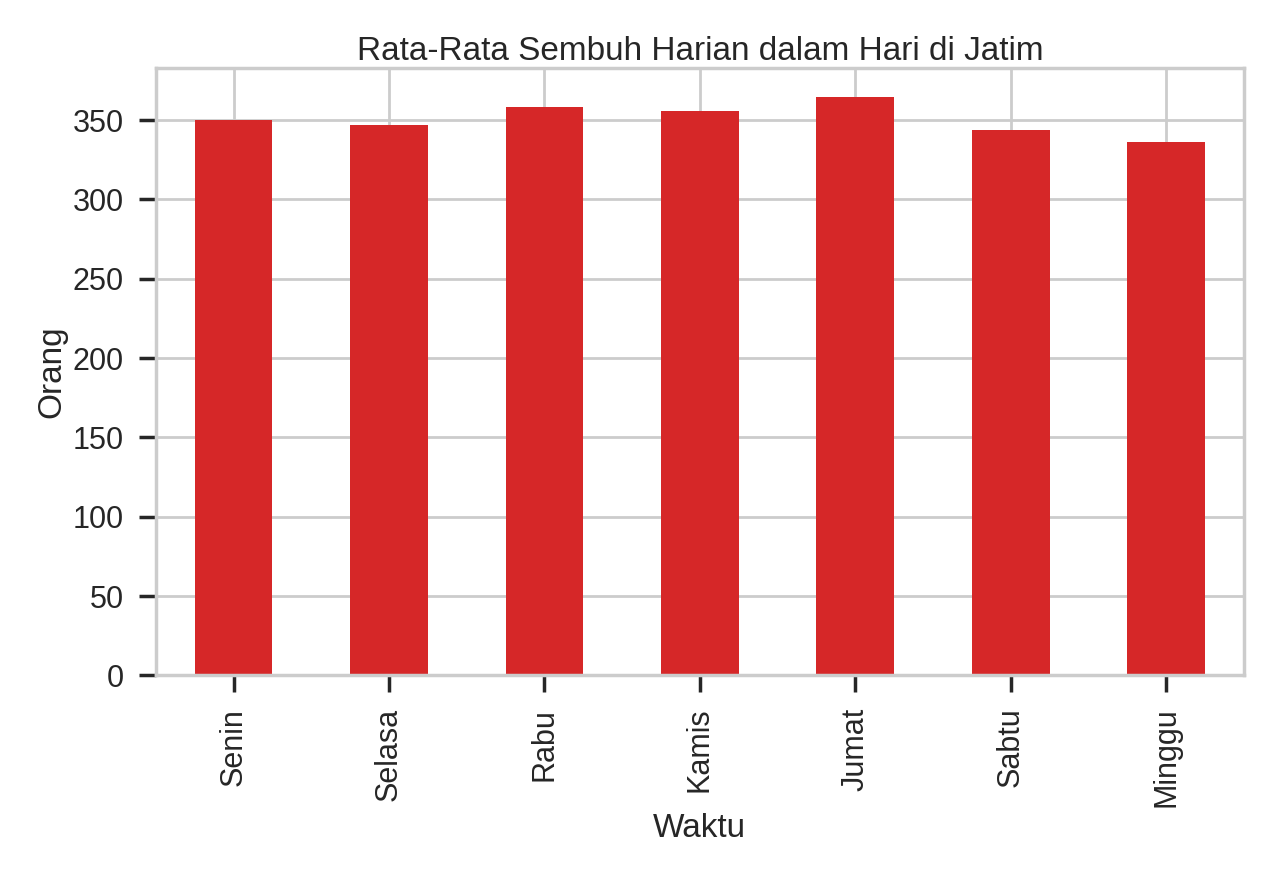 Rata-Rata Sembuh Harian dalam Hari di Jatim
Orang
350
300
250
200
150
100
50
0
Senin
Selasa
Rabu
Kamis
Jumat
Sabtu
Minggu
Waktu